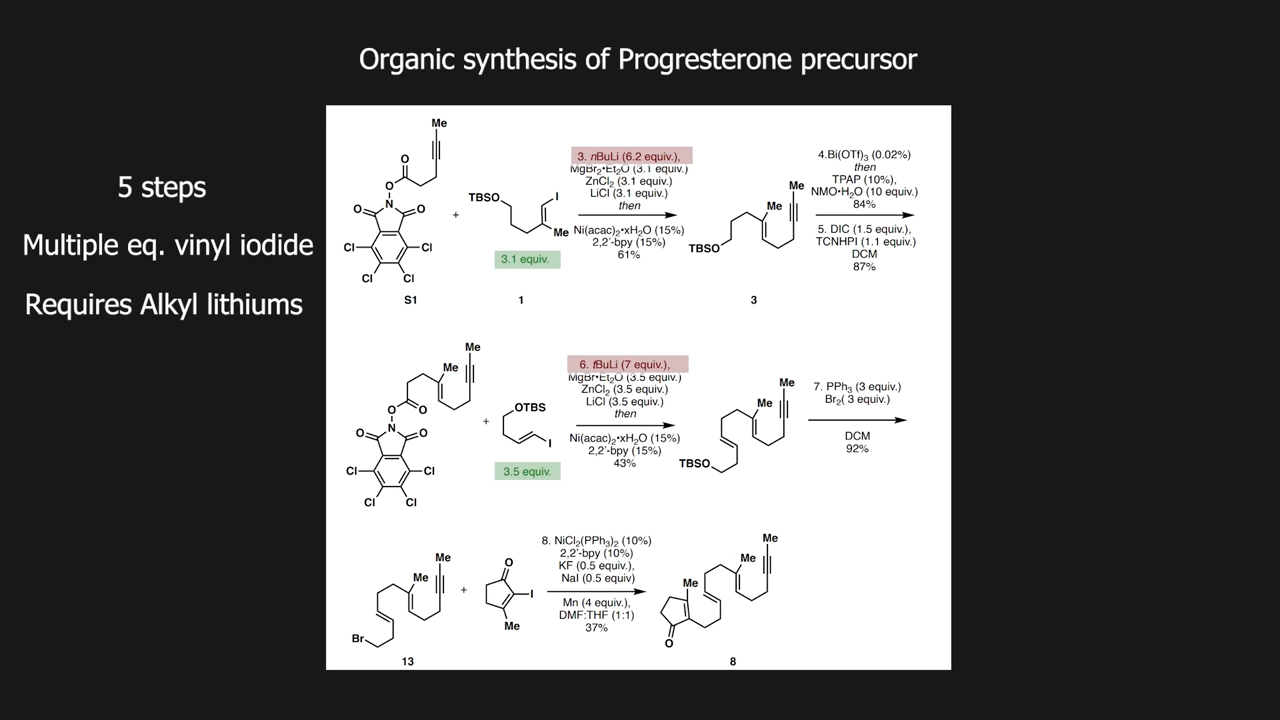 Organic synthesis of Progresterone precursor
5 steps
Multiple eq. vinyl iodide
Requires Alkyl lithiums
Me
O
O
N
O
O
Cl
Cl
Cl
Cl
S1
+
TBSO
I
Me
3.1 equiv.
1
3. nBuLi (6.2 equiv.),
MgBr₂•Et₂O (3.1 equiv.)
ZnCl₂ (3.1 equiv.)
LiCl (3.1 equiv.)
then
Ni(acac)₂•xH₂O (15%)
2,2'-bpy (15%)
61%
Me
Me
TBSO
3
4.Bi(OTf)₃ (0.02%)
then
TPAP (10%),
NMO•H₂O (10 equiv.)
84%
5. DIC (1.5 equiv.),
TCNHPI (1.1 equiv.)
DCM
87%
Me
Me
O
O
N
O
O
Cl
Cl
Cl
Cl
+
OTBS
I
3.5 equiv.
6. tBuLi (7 equiv.),
MgBr•Et₂O (3.5 equiv.)
ZnCl₂ (3.5 equiv.)
LiCl (3.5 equiv.)
then
Ni(acac)₂•xH₂O (15%)
2,2'-bpy (15%)
43%
Me
Me
TBSO
7. PPh₃ (3 equiv.)
Br₂( 3 equiv.)
DCM
92%
Me
Me
Br
13
+
O
I
Me
8. NiCl₂(PPh₃)₂ (10%)
2,2'-bpy (10%)
KF (0.5 equiv.),
NaI (0.5 equiv)
Mn (4 equiv.),
DMF:THF (1:1)
37%
Me
Me
Me
O
8